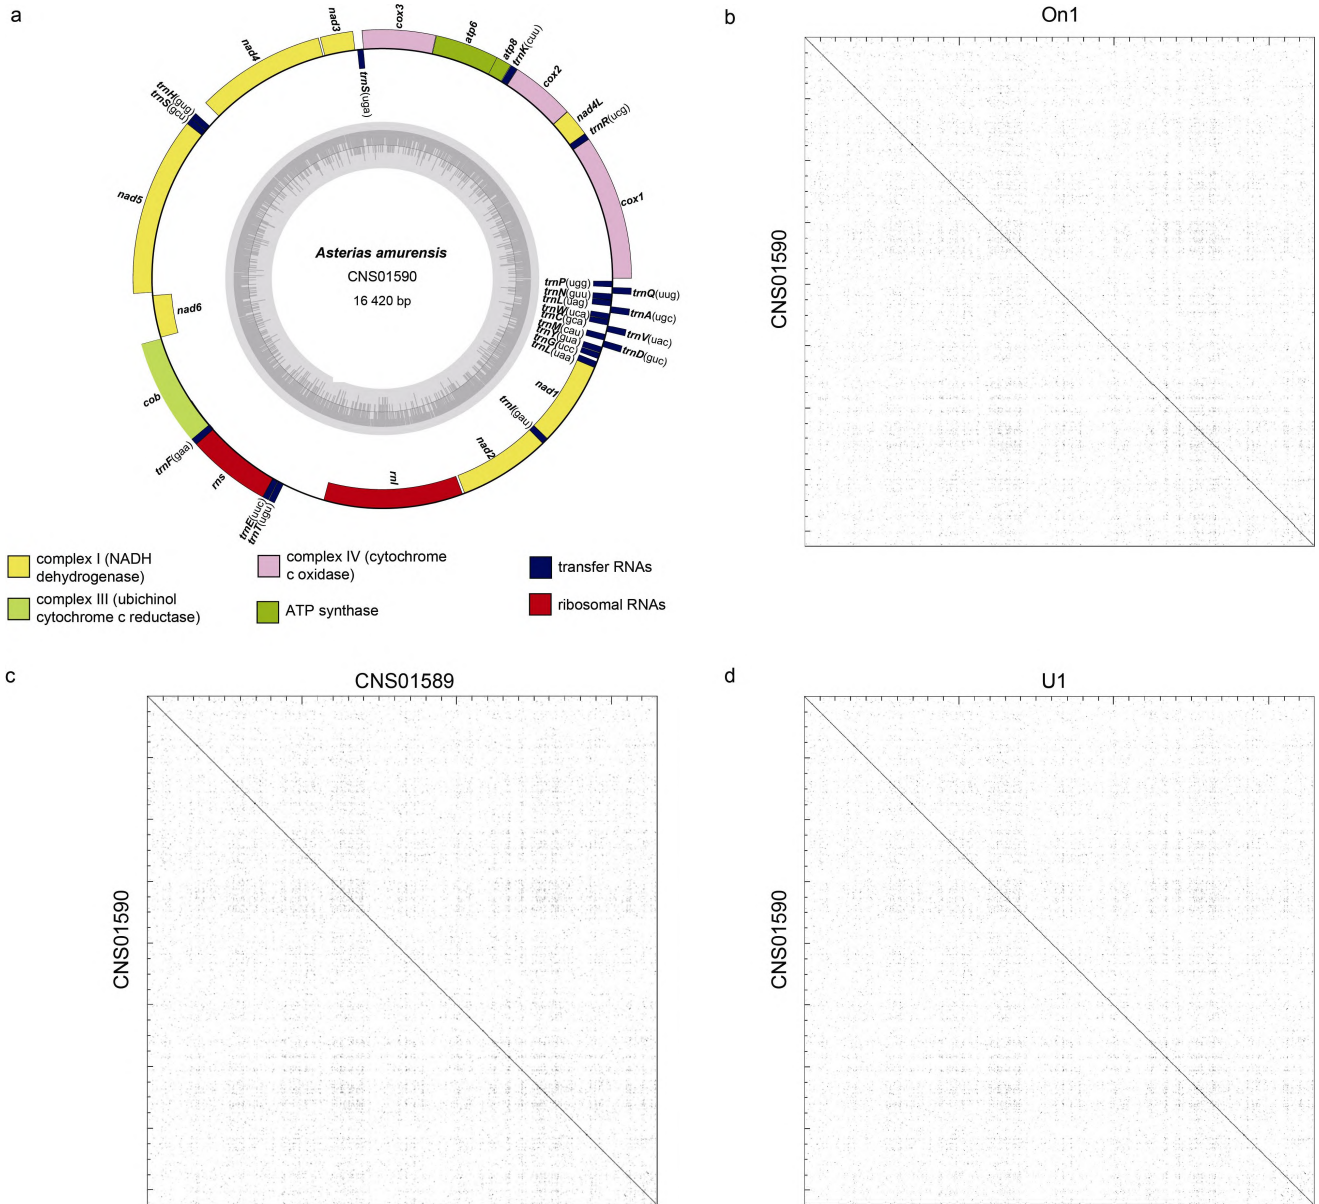 a
cox3
nad3
atp6
atp8
trnK(cuu)
nad4
cox2
trnS(uga)
nad4L
trnR(ucg)
trnH(gug)
trnS(gcu)
nad5
cox1
Asterias amurensis
CNS01590
16 420 bp
trnP(ugg)
trnQ(uug)
trnN(guu)
trnL(uag)
trnA(ugc)
trnW(uca)
trnC(gca)
trnM(cau)
trnV(uac)
trnY(gua)
trnG(ucc)
trnD(guc)
trnL(uaa)
nad6
nad1
cob
trnI(gau)
nad2
trnF(gaa)
rns
rnl
trnE(uuc)
trnT(ugu)
complex I (NADH
dehydrogenase)
complex III (ubichinol
cytochrome c reductase)
complex IV (cytochrome
c oxidase)
ATP synthase
transfer RNAs
ribosomal RNAs
b
On1
CNS01590
c
CNS01589
CNS01590
d
U1
CNS01590